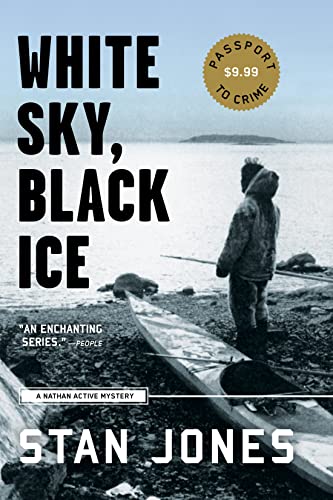 WHITE
SKY,
BLACK
ICE
PASSPORT
$9.99
TO CRIME
"AN ENCHANTING
SERIES." —PEOPLE
A NATHAN ACTIVE MYSTERY
STAN JONES